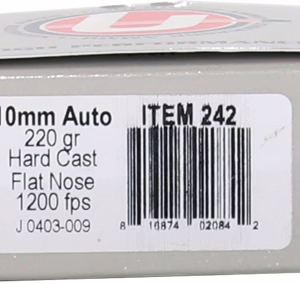 10mm Auto ITEM 242
220 gr
Hard Cast
Flat Nose
1200 fps
J 0403-009
8 16874 02084 2